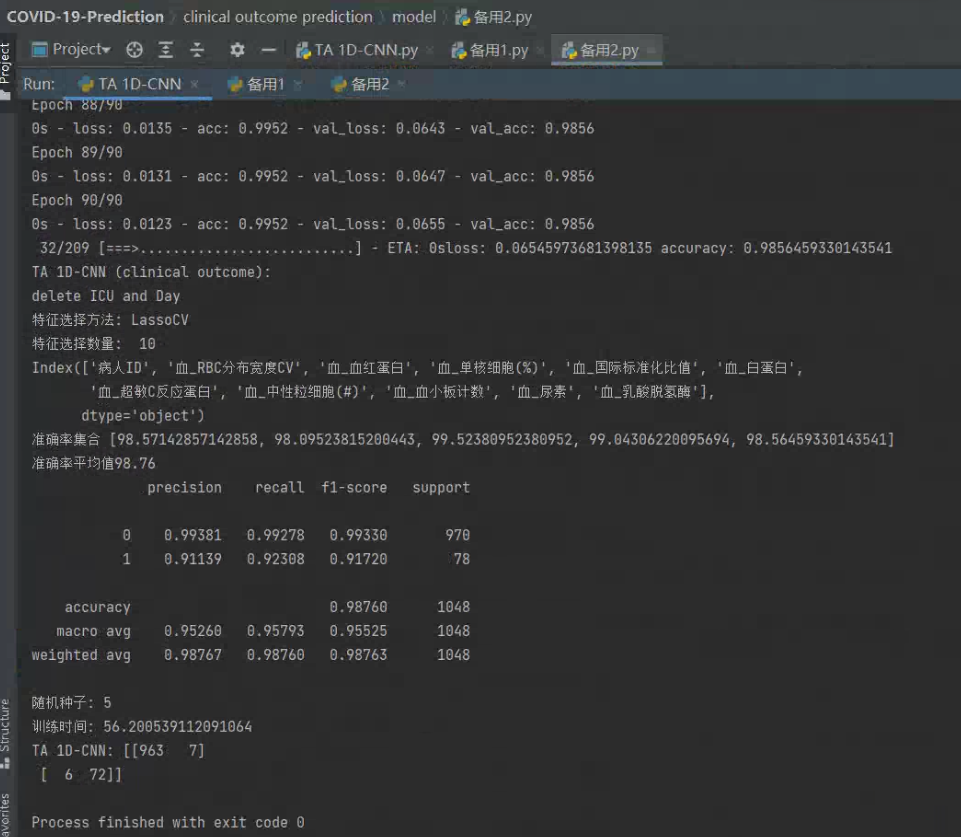 COVID-19-Prediction clinical outcome prediction model 备用2.py
Project TA 1D-CNN.py 备用1.py 备用2.py
Project
Run: TA 1D-CNN 备用1 备用2
Epoch 88/90
0s - loss: 0.0135 - acc: 0.9952 - val_loss: 0.0643 - val_acc: 0.9856
Epoch 89/90
0s - loss: 0.0131 - acc: 0.9952 - val_loss: 0.0647 - val_acc: 0.9856
Epoch 90/90
0s - loss: 0.0123 - acc: 0.9952 - val_loss: 0.0655 - val_acc: 0.9856
32/209 [===>..........................] - ETA: 0sloss: 0.06545973681398135 accuracy: 0.9856459330143541
TA 1D-CNN (clinical outcome):
delete ICU and Day
特征选择方法: LassoCV
特征选择数量: 10
Index(['病人ID', '血_RBC分布宽度CV', '血_血红蛋白', '血_单核细胞(%)', '血_国际标准化比值', '血_白蛋白',
'血_超敏C反应蛋白', '血_中性粒细胞(#)', '血_血小板计数', '血_尿素', '血_乳酸脱氢酶'],
dtype='object')
准确率集合 [98.57142857142858, 98.09523815200443, 99.52380952380952, 99.04306220095694, 98.56459330143541]
准确率平均值98.76
precision recall f1-score support
0 0.99381 0.99278 0.99330 970
1 0.91139 0.92308 0.91720 78
accuracy 0.98760 1048
macro avg 0.95260 0.95793 0.95525 1048
weighted avg 0.98767 0.98760 0.98763 1048
随机种子: 5
训练时间: 56.200539112091064
TA 1D-CNN: [[963 7]
[ 6 72]]
Process finished with exit code 0
Structure
avorites